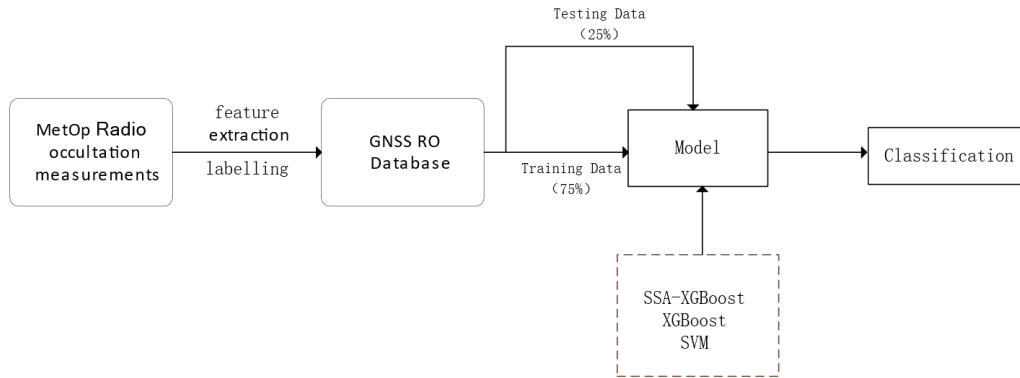 Testing Data
(25%)
MetOp Radio
occultation
measurements
feature
extraction
labelling
GNSS RO
Database
Training Data
(75%)
Model
Classification
SSA-XGBoost
XGBoost
SVM